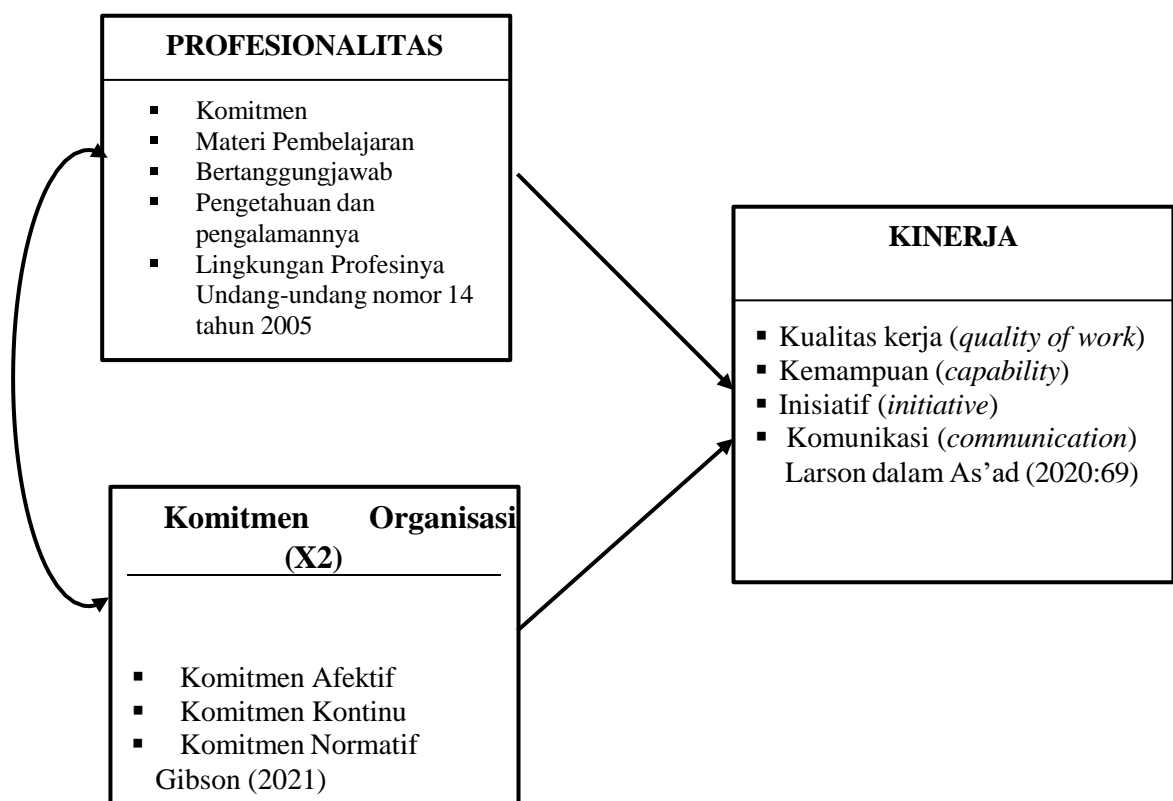 PROFESIONALITAS
▪ Komitmen
▪ Materi Pembelajaran
▪ Bertanggungjawab
▪ Pengetahuan dan
pengalamannya
▪ Lingkungan Profesinya
Undang-undang nomor 14
tahun 2005
Komitmen Organisasi
(X2)
▪ Komitmen Afektif
▪ Komitmen Kontinu
▪ Komitmen Normatif
Gibson (2021)
KINERJA
▪ Kualitas kerja (quality of work)
▪ Kemampuan (capability)
▪ Inisiatif (initiative)
▪ Komunikasi (communication)
Larson dalam As’ad (2020:69)